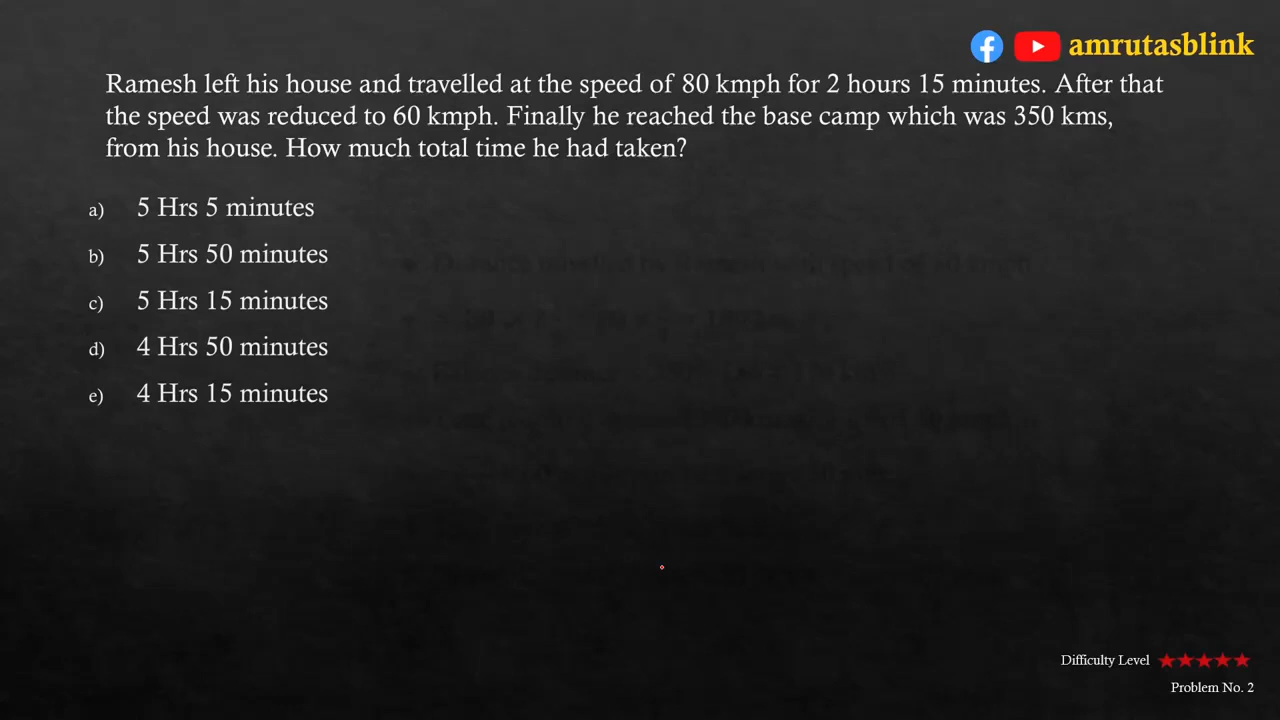 amrutasblink
Ramesh left his house and travelled at the speed of 80 kmph for 2 hours 15 minutes. After that
the speed was reduced to 60 kmph. Finally he reached the base camp which was 350 kms,
from his house. How much total time he had taken?
a) 5 Hrs 5 minutes
b) 5 Hrs 50 minutes
c) 5 Hrs 15 minutes
d) 4 Hrs 50 minutes
e) 4 Hrs 15 minutes
Difficulty Level
Problem No. 2